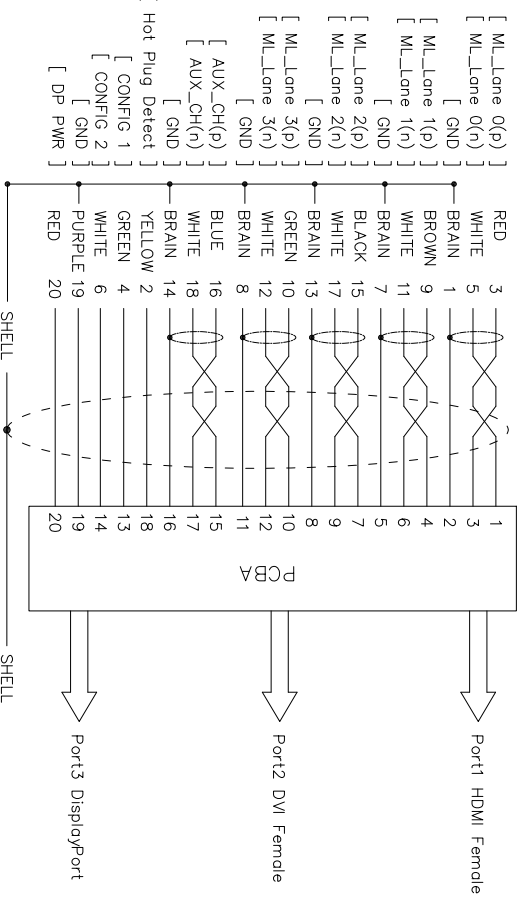 [ ML_Lane 0(p) ] RED 3 1
[ ML_Lane 0(n) ] WHITE 5 3
[ GND ] BRAIN 1 2
[ ML_Lane 1(p) ] BROWN 9 4
[ ML_Lane 1(n) ] WHITE 11 6
[ GND ] BRAIN 7 5
[ ML_Lane 2(p) ] BLACK 15 7
[ ML_Lane 2(n) ] WHITE 17 9
[ GND ] BRAIN 13 8
[ ML_Lane 3(p) ] GREEN 10 10
[ ML_Lane 3(n) ] WHITE 12 12
[ GND ] BRAIN 8 11
[ AUX_CH(p) ] BLUE 16 15
[ AUX_CH(n) ] WHITE 18 17
[ GND ] BRAIN 14 16
[ Hot Plug Detect ] YELLOW 2 18
[ CONFIG 1 ] GREEN 4 13
[ CONFIG 2 ] WHITE 6 14
[ GND ] PURPLE 19 19
[ DP PWR ] RED 20 20
SHELL SHELL
PCBA
Port1 HDMI Female
Port2 DVI Female
Port3 DisplayPort